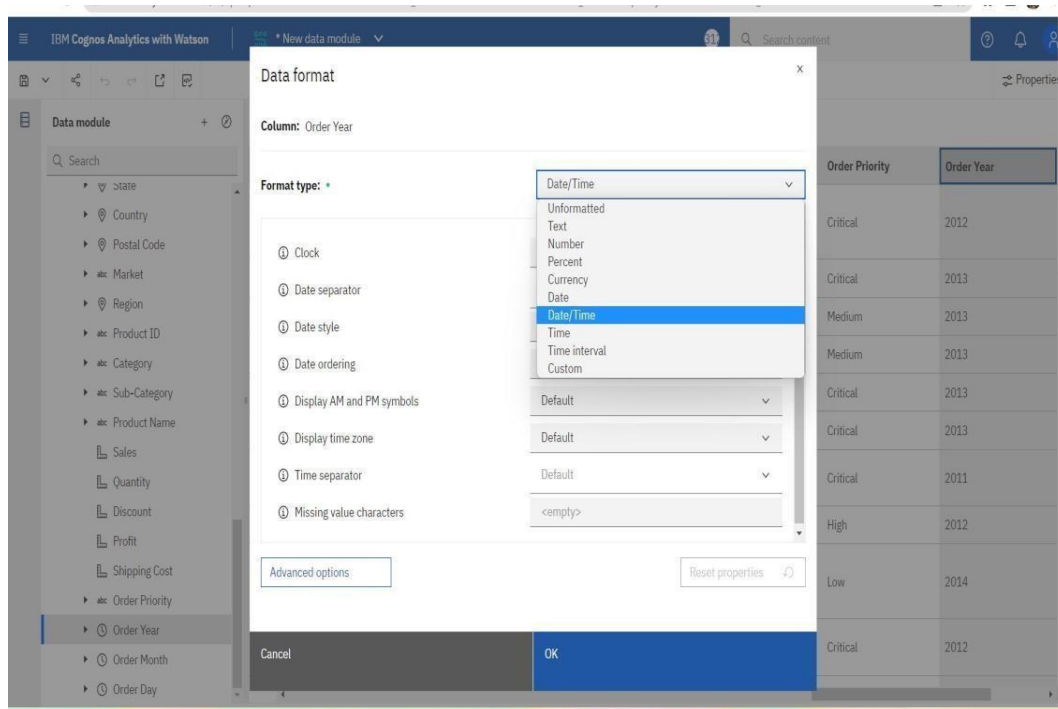 IBM Cognos Analytics with Watson
* New data module
Search content
Properties
Data module
Search
State
Country
Postal Code
abc Market
Region
abc Product ID
abc Category
abc Sub-Category
abc Product Name
Sales
Quantity
Discount
Profit
Shipping Cost
abc Order Priority
Order Year
Order Month
Order Day
Data format
x
Column: Order Year
Format type: *
Date/Time
Unformatted
Text
Number
Percent
Currency
Date
Date/Time
Time
Time interval
Custom
Clock
Date separator
Date style
Date ordering
Display AM and PM symbols Default
Display time zone Default
Time separator Default
Missing value characters <empty>
Advanced options
Reset properties
Cancel
OK
Order Priority Order Year
Critical 2012
Critical 2013
Medium 2013
Medium 2013
Critical 2013
Critical 2013
Critical 2011
High 2012
Low 2014
Critical 2012